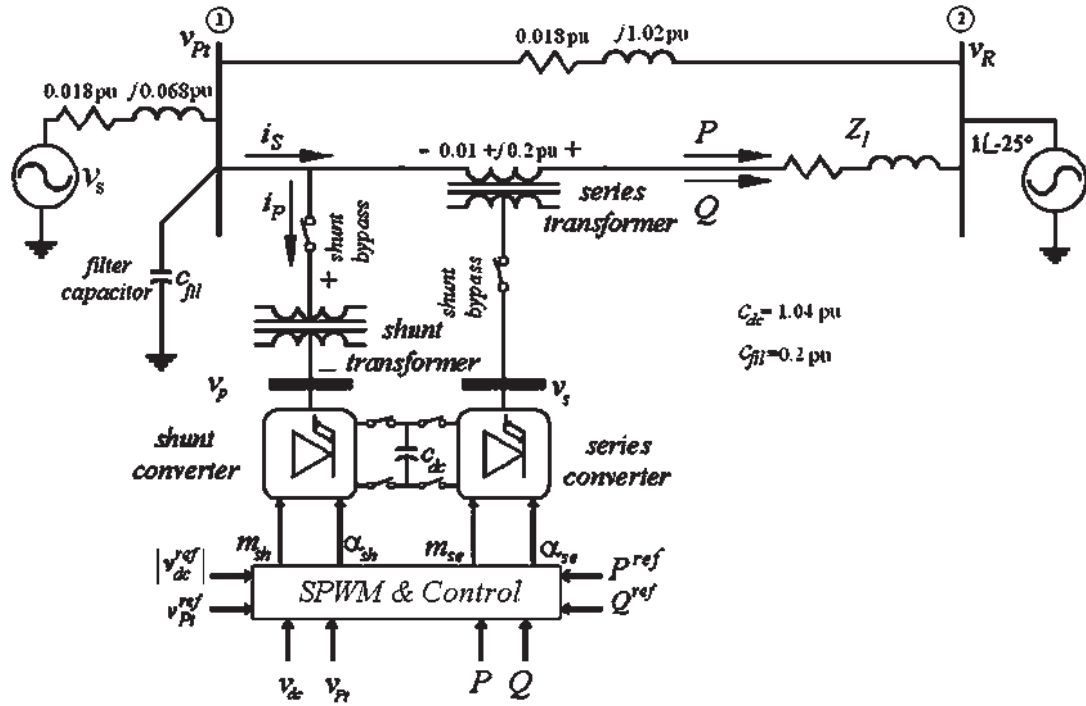 1
2
v_Pt
v_R
0.018pu j1.02pu
0.018pu j0.068pu
v_s
i_S
- 0.01 +j0.2pu +
P
Q
Z_l
1∠-25°
series
transformer
i_P
shunt
bypass
shunt
bypass
filter
capacitor
c_fil
+
shunt
transformer
-
C_dc= 1.04 pu
C_fil=0.2 pu
v_p
v_s
shunt
converter
c_dc
series
converter
m_sh
α_sh
m_se
α_se
|v_dc^ref|
v_Pt^ref
SPWM & Control
P^ref
Q^ref
v_dc
v_Pt
P
Q